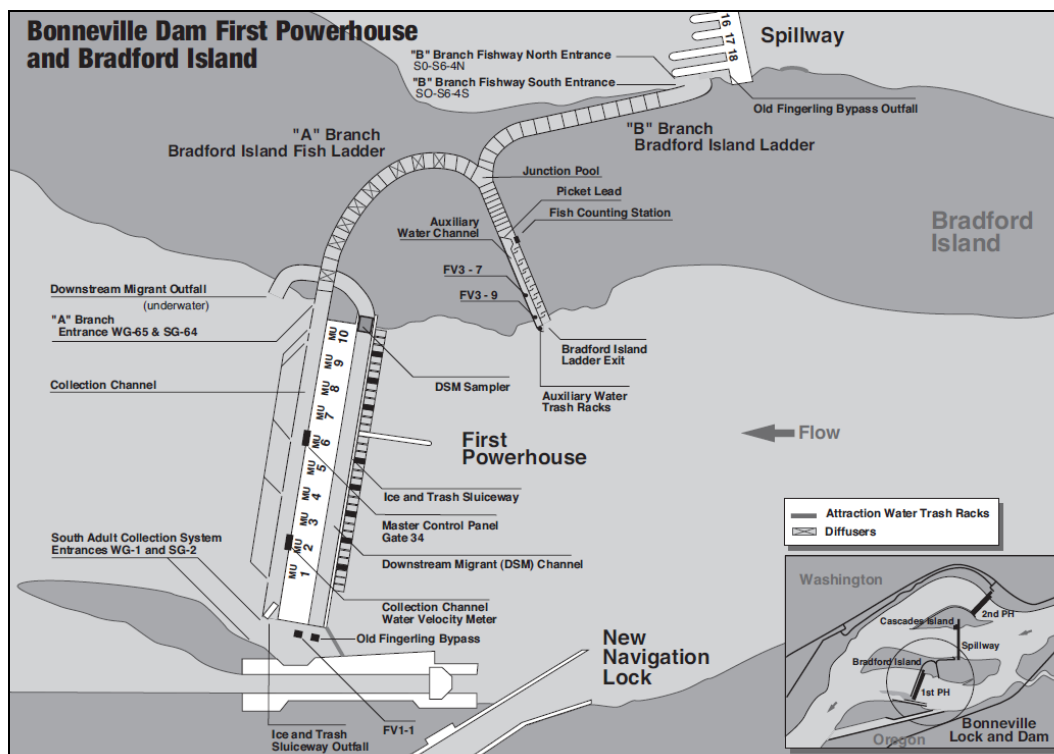 Bonneville Dam First Powerhouse
and Bradford Island
16
17
18
Spillway
"B" Branch Fishway North Entrance
S0-S6-4N
"B" Branch Fishway South Entrance
SO-S6-4S
Old Fingerling Bypass Outfall
"A" Branch
Bradford Island Fish Ladder
"B" Branch
Bradford Island Ladder
Junction Pool
Picket Lead
Fish Counting Station
Auxiliary
Water Channel
Bradford
Island
FV3 - 7
FV3 - 9
Downstream Migrant Outfall
(underwater)
"A" Branch
Entrance WG-65 & SG-64
Bradford Island
Ladder Exit
Collection Channel
DSM Sampler
Auxiliary Water
Trash Racks
MU 10
MU 9
MU 8
MU 7
MU 6
MU 5
MU 4
MU 3
MU 2
MU 1
First
Powerhouse
Flow
Ice and Trash Sluiceway
Master Control Panel
Gate 34
South Adult Collection System
Entrances WG-1 and SG-2
Downstream Migrant (DSM) Channel
Collection Channel
Water Velocity Meter
Old Fingerling Bypass
New
Navigation
Lock
FV1-1
Ice and Trash
Sluiceway Outfall
Attraction Water Trash Racks
Diffusers
Washington
2nd PH
Cascades Island
Spillway
Bradford Island
1st PH
Oregon
Bonneville
Lock and Dam